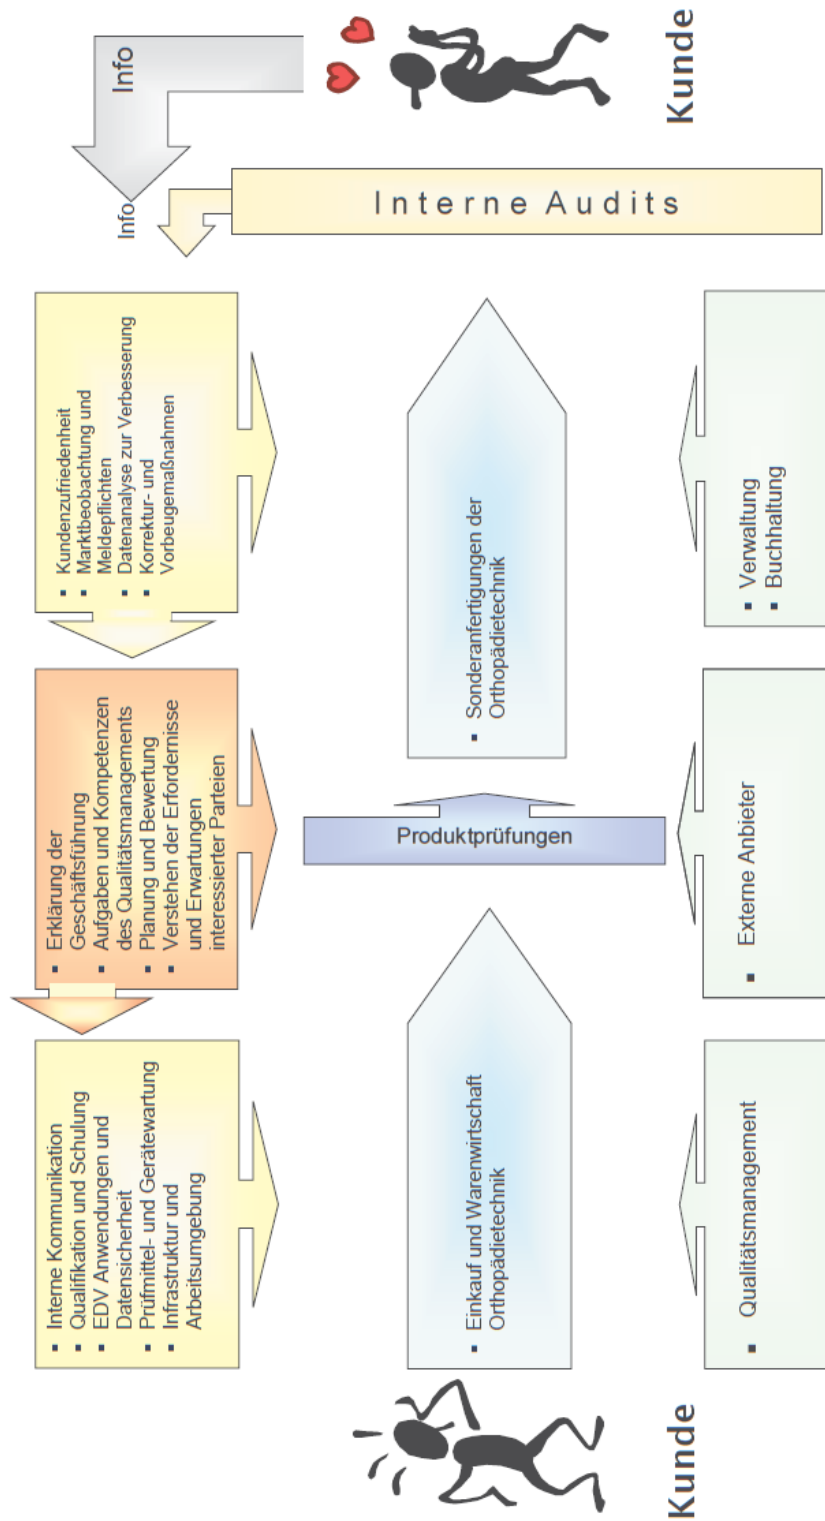 Interne Kommunikation
Qualifikation und Schulung
EDV Anwendungen und
Datensicherheit
Prüfmittel- und Gerätewartung
Infrastruktur und
Arbeitsumgebung
Erklärung der
Geschäftsführung
Aufgaben und Kompetenzen
des Qualitätsmanagements
Planung und Bewertung
Verstehen der Erfordernisse
und Erwartungen
interessierter Parteien
Kundenzufriedenheit
Marktbeobachtung und
Meldepflichten
Datenanalyse zur Verbesserung
Korrektur- und
Vorbeugemaßnahmen
Info
Info
Interne Audits
Kunde
Einkauf und Warenwirtschaft
Orthopädietechnik
Produktprüfungen
Sonderanfertigungen der
Orthopädietechnik
Kunde
Qualitätsmanagement
Externe Anbieter
Verwaltung
Buchhaltung